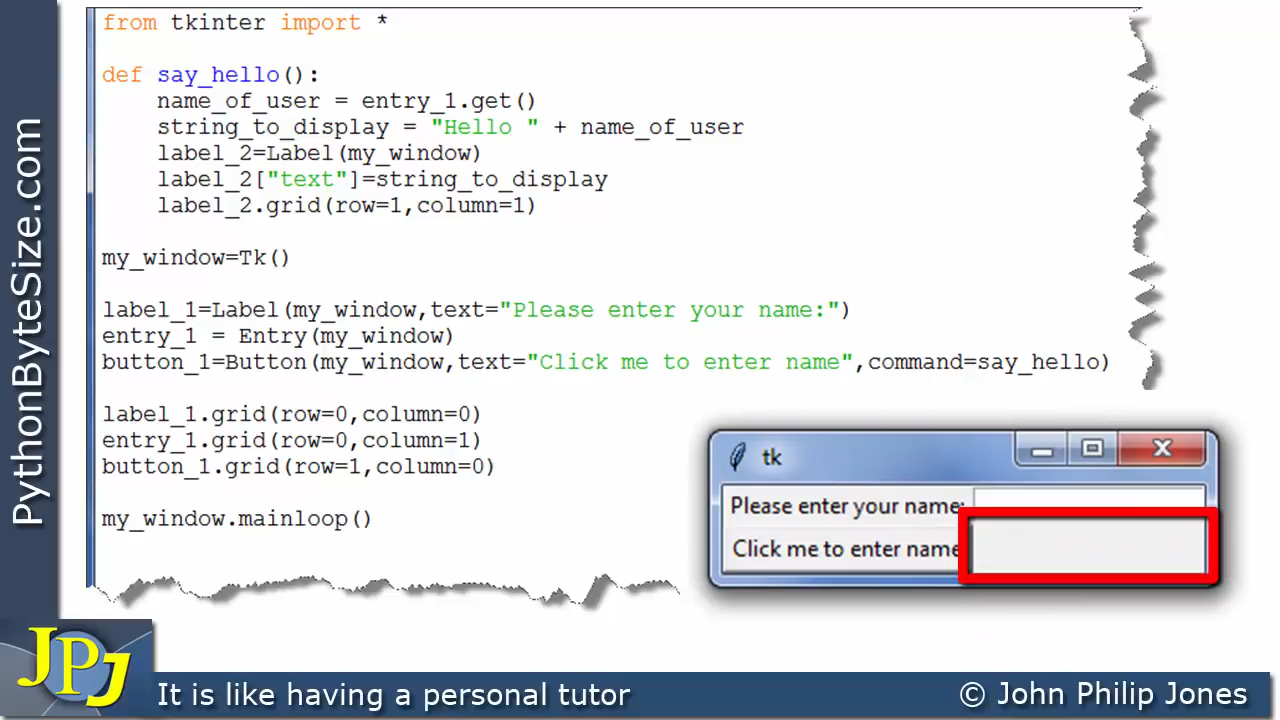 PythonByteSize.com
from tkinter import *
def say_hello():
    name_of_user = entry_1.get()
    string_to_display = "Hello " + name_of_user
    label_2=Label(my_window)
    label_2["text"]=string_to_display
    label_2.grid(row=1,column=1)
my_window=Tk()
label_1=Label(my_window,text="Please enter your name:")
entry_1 = Entry(my_window)
button_1=Button(my_window,text="Click me to enter name",command=say_hello)
label_1.grid(row=0,column=0)
entry_1.grid(row=0,column=1)
button_1.grid(row=1,column=0)
my_window.mainloop()
tk
Please enter your name:
Click me to enter name
JPJ
It is like having a personal tutor
© John Philip Jones